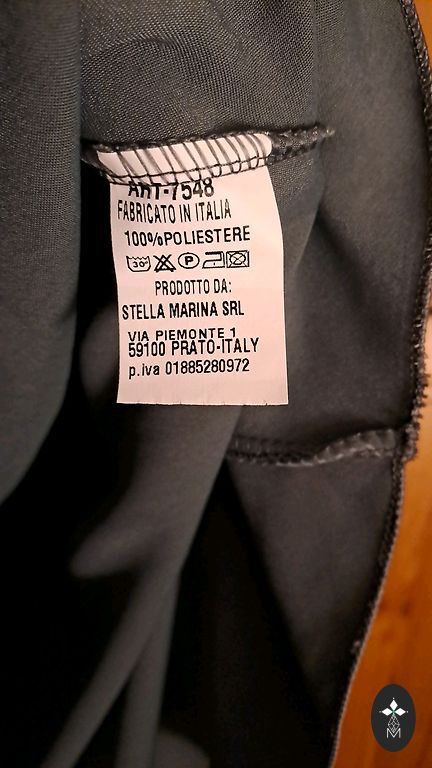 ART-7548
FABRICATO IN ITALIA
100%POLIESTERE
30°
P
PRODOTTO DA:
STELLA MARINA SRL
VIA PIEMONTE 1
59100 PRATO-ITALY
p.iva 01885280972
M